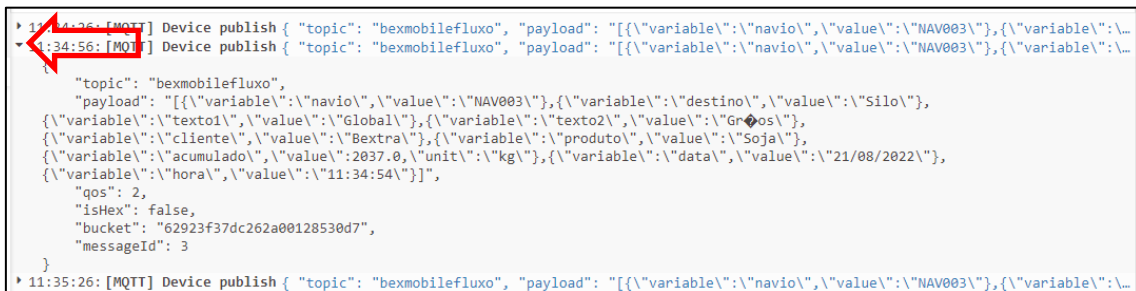 11:34:26: [MQTT] Device publish { "topic": "bexmobilefluxo", "payload": "[{\"variable\":\"navio\",\"value\":\"NAV003\"},{\"variable\":\…
11:34:56: [MQTT] Device publish { "topic": "bexmobilefluxo", "payload": "[{\"variable\":\"navio\",\"value\":\"NAV003\"},{\"variable\":\…
{
"topic": "bexmobilefluxo",
"payload": "[{\"variable\":\"navio\",\"value\":\"NAV003\"},{\"variable\":\"destino\",\"value\":\"Silo\"},
{\"variable\":\"texto1\",\"value\":\"Global\"},{\"variable\":\"texto2\",\"value\":\"Gr�os\"},
{\"variable\":\"cliente\",\"value\":\"Bextra\"},{\"variable\":\"produto\",\"value\":\"Soja\"},
{\"variable\":\"acumulado\",\"value\":2037.0,\"unit\":\"kg\"},{\"variable\":\"data\",\"value\":\"21/08/2022\"},
{\"variable\":\"hora\",\"value\":\"11:34:54\"}]",
"qos": 2,
"isHex": false,
"bucket": "62923f37dc262a00128530d7",
"messageId": 3
}
11:35:26: [MQTT] Device publish { "topic": "bexmobilefluxo", "payload": "[{\"variable\":\"navio\",\"value\":\"NAV003\"},{\"variable\":\…